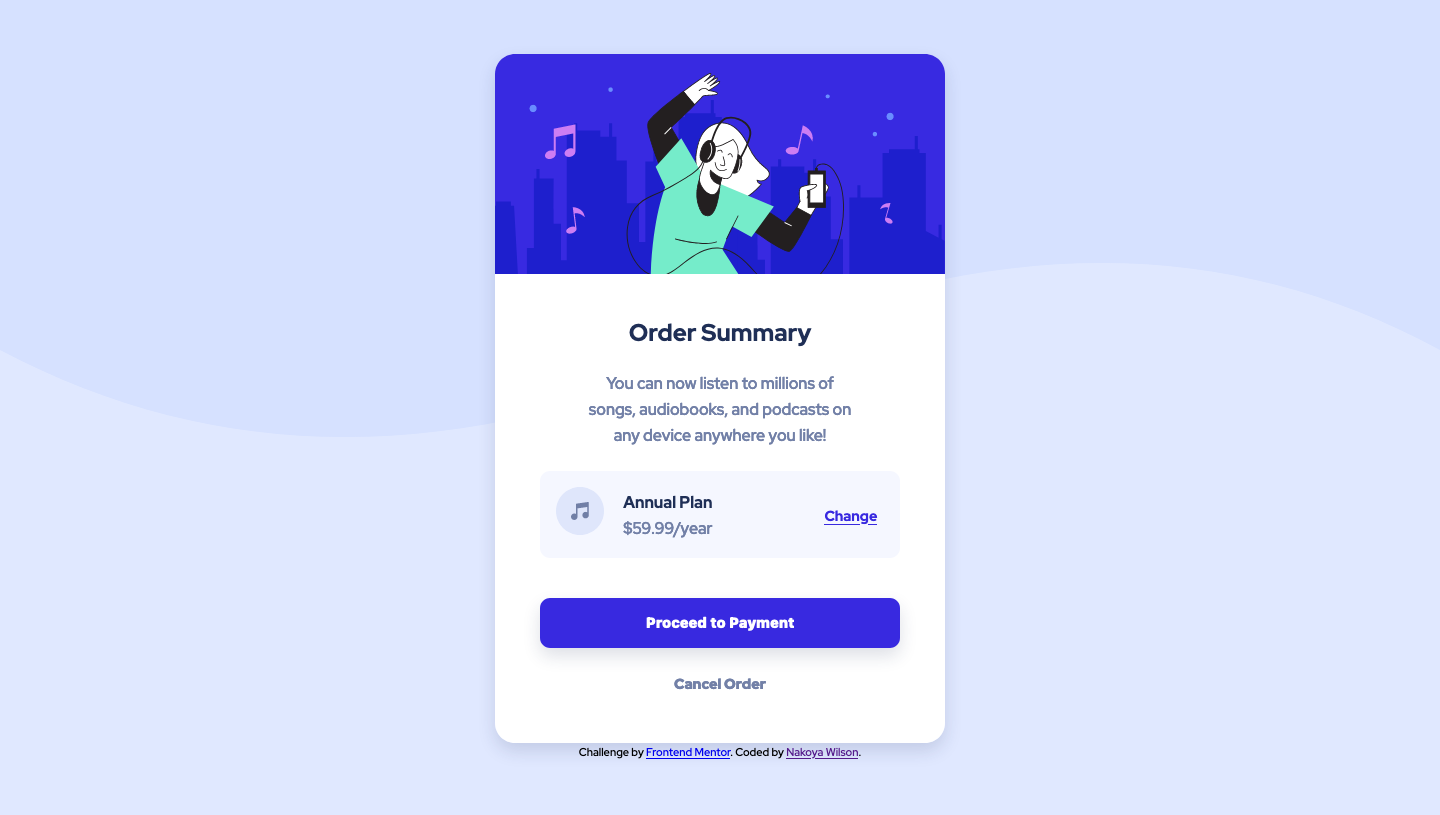 Order Summary
You can now listen to millions of
songs, audiobooks, and podcasts on
any device anywhere you like!
Annual Plan
$59.99/year
Change
Proceed to Payment
Cancel Order
Challenge by Frontend Mentor. Coded by Nakoya Wilson.